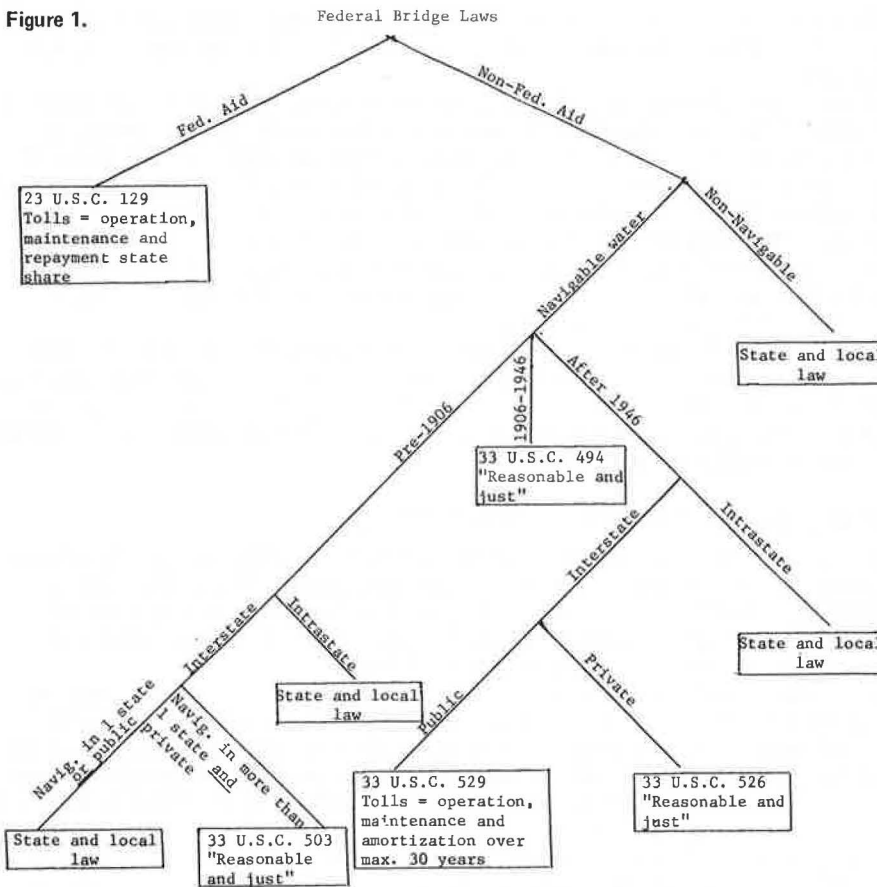 Figure 1.
Federal Bridge Laws
Fed. Aid
Non-Fed. Aid
23 U.S.C. 129
Tolls = operation,
maintenance and
repayment state
share
Navigable water
Non-Navigable
State and local
law
Pre-1906
1906-1946
After 1946
33 U.S.C. 494
"Reasonable and
just"
Interstate
Intrastate
State and local
law
Interstate
Intrastate
State and local
law
Public
Private
Navig. in 1 state
or public
Navig. in more than
1 state and
private
State and local
law
33 U.S.C. 503
"Reasonable
and just"
33 U.S.C. 529
Tolls = operation,
maintenance and
amortization over
max. 30 years
33 U.S.C. 526
"Reasonable and
just"